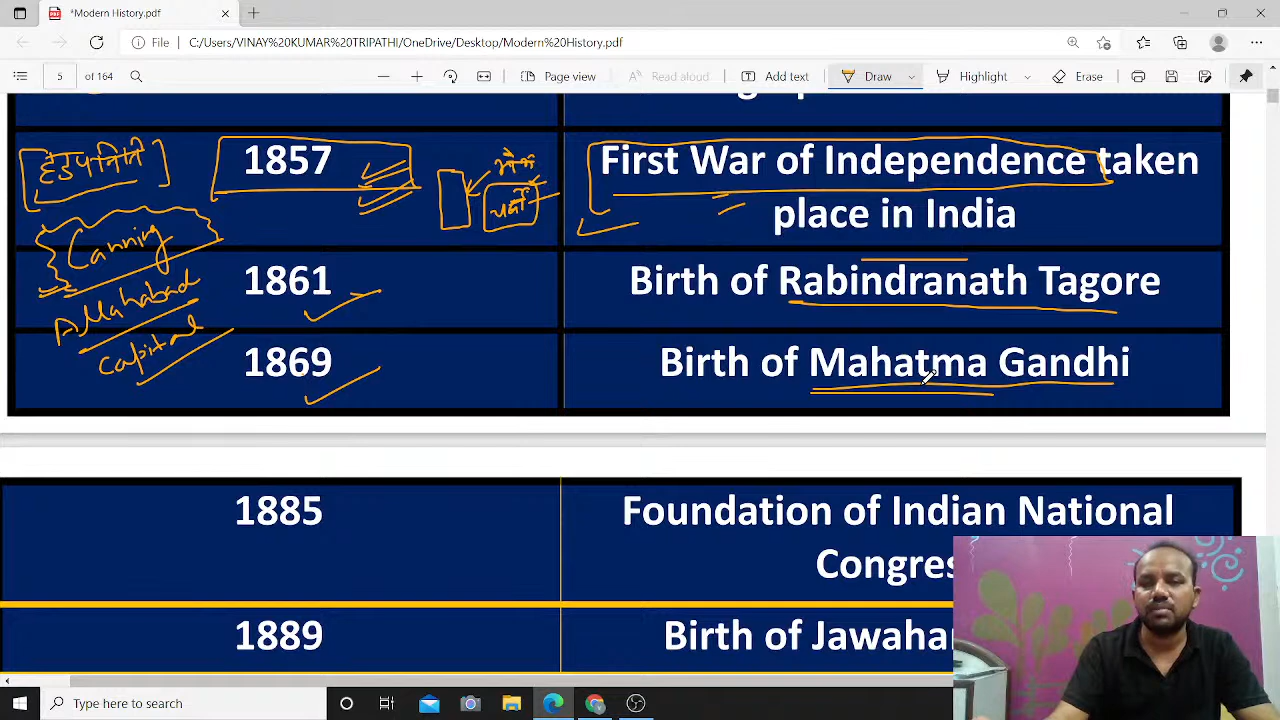 *Modern History.pdf
File
C:/Users/VINAY%20KUMAR%20TRIPATHI/OneDrive/Desktop/Modern%20History.pdf
5 of 164
Page view
Read aloud
Add text
Draw
Highlight
Erase
हडपनिति
1857
First War of Independence taken
place in India
Canning
Allahabad
Capital
1861
Birth of Rabindranath Tagore
1869
Birth of Mahatma Gandhi
1885
Foundation of Indian National
Congres
1889
Birth of Jawaha
Type here to search